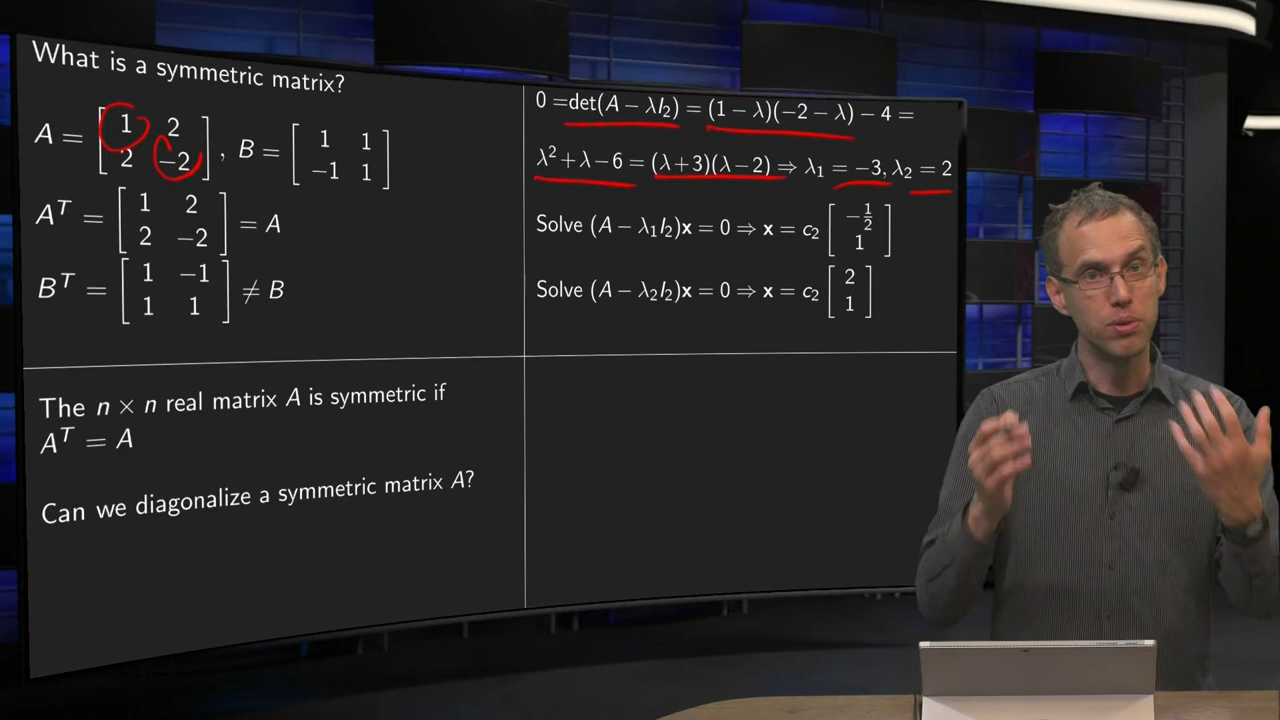 What is a symmetric matrix?
A = [ 1 2 ; 2 −2 ], B = [ 1 1 ; −1 1 ]
Aᵀ = [ 1 2 ; 2 −2 ] = A
Bᵀ = [ 1 −1 ; 1 1 ] ≠ B
0 =det(A − λI₂) = (1 − λ)(−2 − λ) − 4 =
λ² + λ − 6 = (λ+3)(λ−2) ⇒ λ₁ = −3, λ₂ = 2
Solve (A − λ₁I₂)x = 0 ⇒ x = c₂ [ −1/2 ; 1 ]
Solve (A − λ₂I₂)x = 0 ⇒ x = c₂ [ 2 ; 1 ]
The n × n real matrix A is symmetric if
Aᵀ = A
Can we diagonalize a symmetric matrix A?